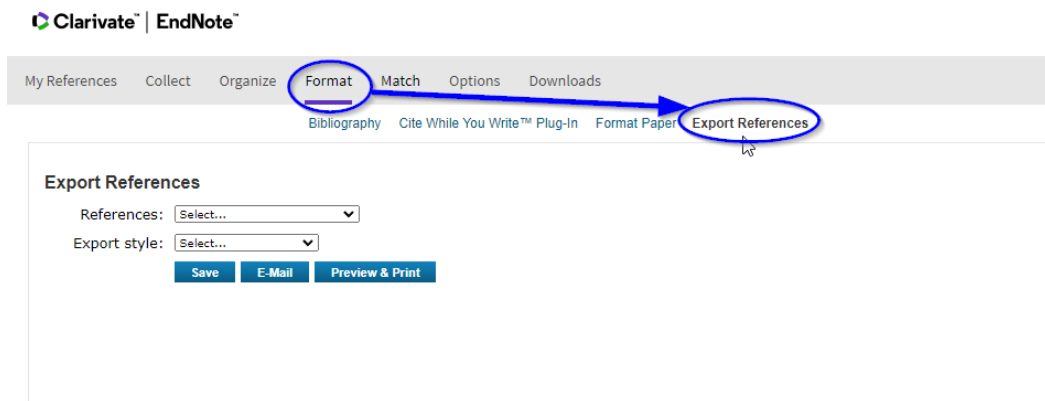 Clarivate™ | EndNote™
My References Collect Organize Format Match Options Downloads
Bibliography Cite While You Write™ Plug-In Format Paper Export References
Export References
References: Select...
Export style: Select...
Save E-Mail Preview & Print